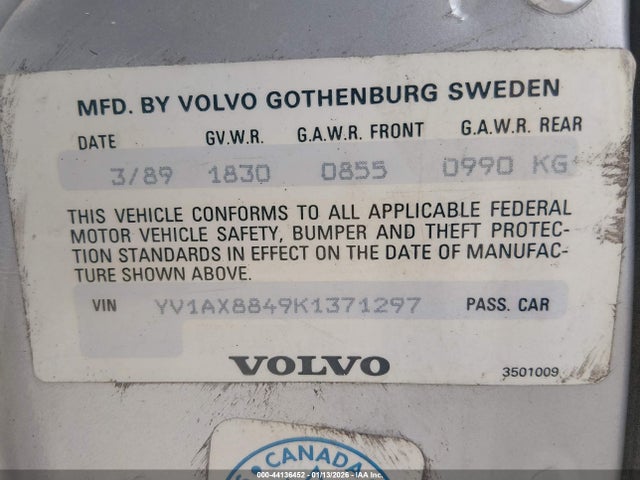 MFD. BY VOLVO GOTHENBURG SWEDEN
DATE G.V.W.R. G.A.W.R. FRONT G.A.W.R. REAR
3/89 1830 0855 0990 KG
THIS VEHICLE CONFORMS TO ALL APPLICABLE FEDERAL
MOTOR VEHICLE SAFETY, BUMPER AND THEFT PROTEC-
TION STANDARDS IN EFFECT ON THE DATE OF MANUFAC-
TURE SHOWN ABOVE.
VIN YV1AX8849K1371297 PASS. CAR
VOLVO
3501009
CANADA
000-44136452 - 01/13/2026 - IAA Inc.